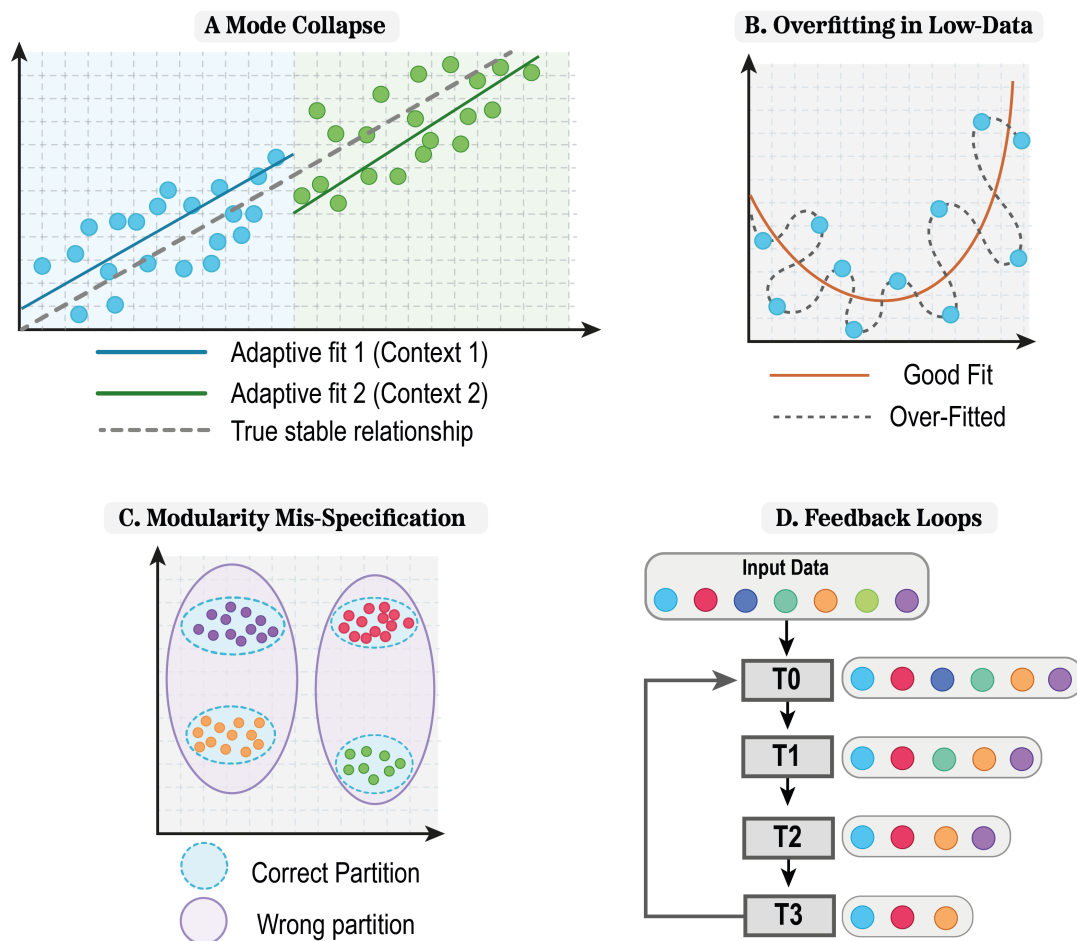 A Mode Collapse
Adaptive fit 1 (Context 1)
Adaptive fit 2 (Context 2)
True stable relationship
B. Overfitting in Low-Data
Good Fit
Over-Fitted
C. Modularity Mis-Specification
Correct Partition
Wrong partition
D. Feedback Loops
Input Data
T0
T1
T2
T3